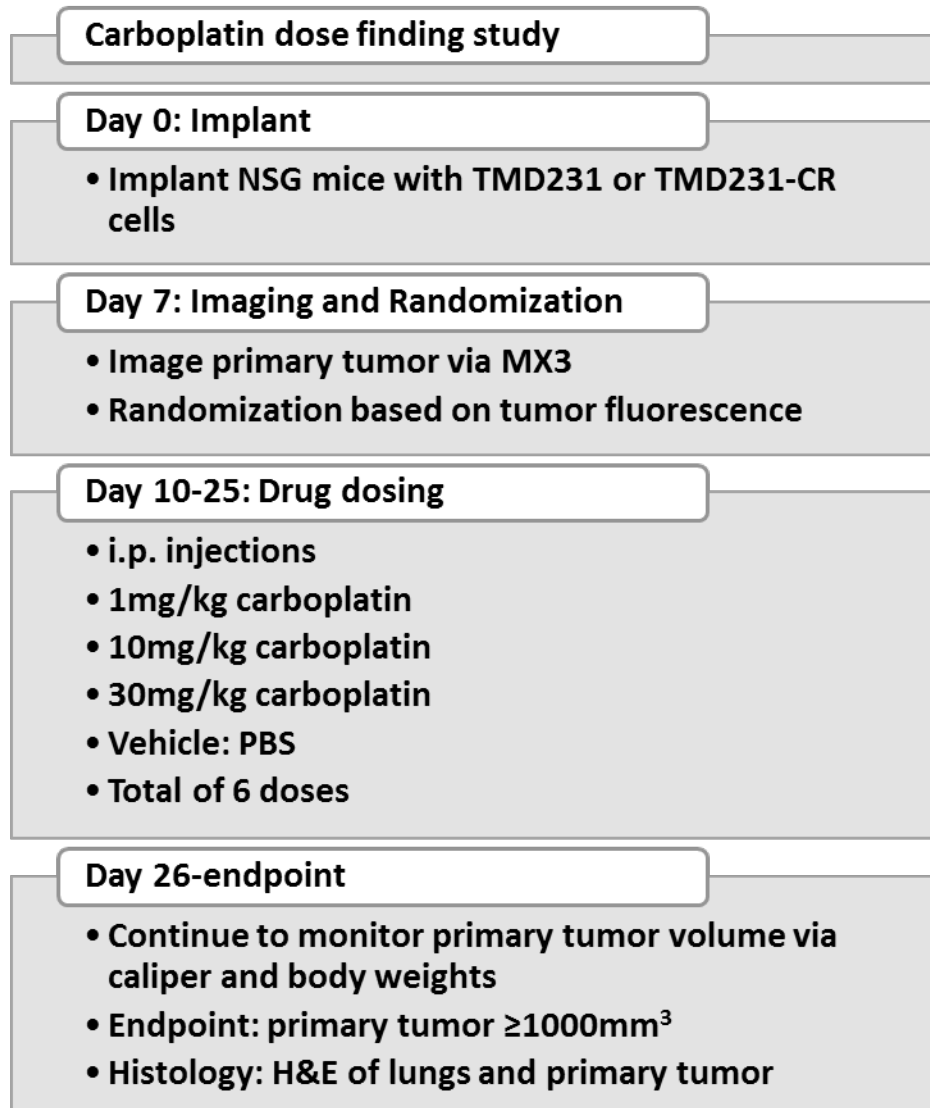 Carboplatin dose finding study
Day 0: Implant
• Implant NSG mice with TMD231 or TMD231-CR
cells
Day 7: Imaging and Randomization
• Image primary tumor via MX3
• Randomization based on tumor fluorescence
Day 10-25: Drug dosing
• i.p. injections
• 1mg/kg carboplatin
• 10mg/kg carboplatin
• 30mg/kg carboplatin
• Vehicle: PBS
• Total of 6 doses
Day 26-endpoint
• Continue to monitor primary tumor volume via
caliper and body weights
• Endpoint: primary tumor ≥1000mm³
• Histology: H&E of lungs and primary tumor